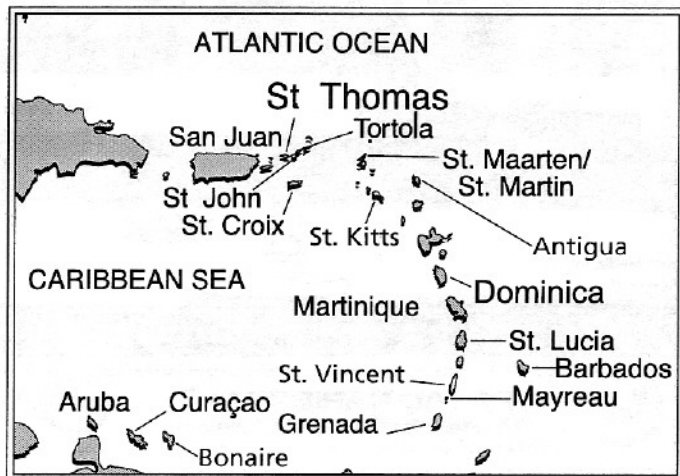 ATLANTIC OCEAN
St Thomas
San Juan
Tortola
St. Maarten/
St. Martin
St John
St. Croix
St. Kitts
Antigua
CARIBBEAN SEA
Dominica
Martinique
St. Lucia
Barbados
St. Vincent
Mayreau
Aruba
Curaçao
Grenada
Bonaire